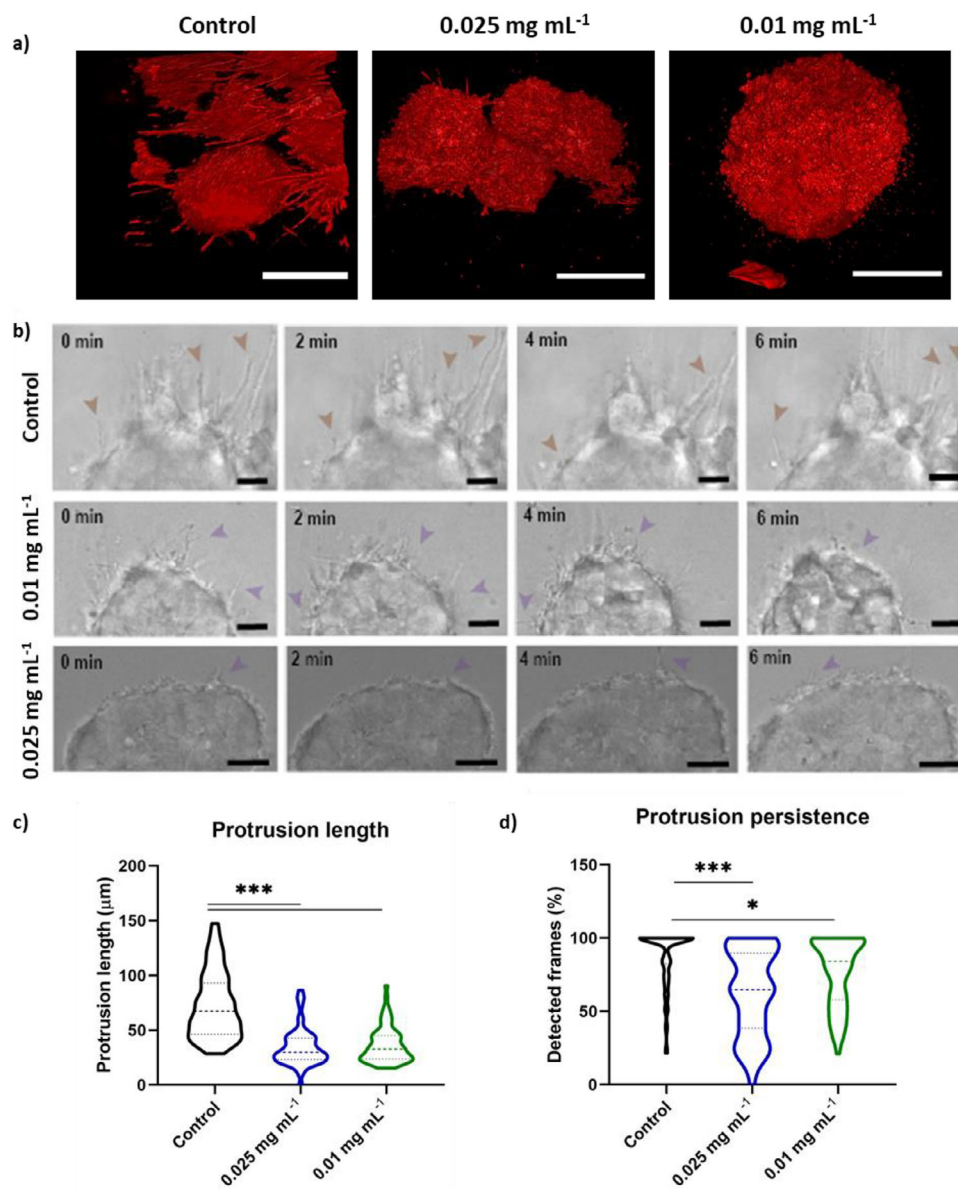 Control 0.025 mg mL⁻¹ 0.01 mg mL⁻¹
a)
b)
Control
0 min 2 min 4 min 6 min
0.01 mg mL⁻¹
0 min 2 min 4 min 6 min
0.025 mg mL⁻¹
0 min 2 min 4 min 6 min
c)
Protrusion length
Protrusion length (µm)
200
150
100
50
0
***
Control 0.025 mg mL⁻¹ 0.01 mg mL⁻¹
d)
Protrusion persistence
Detected frames (%)
150
100
50
0
***
*
Control 0.025 mg mL⁻¹ 0.01 mg mL⁻¹